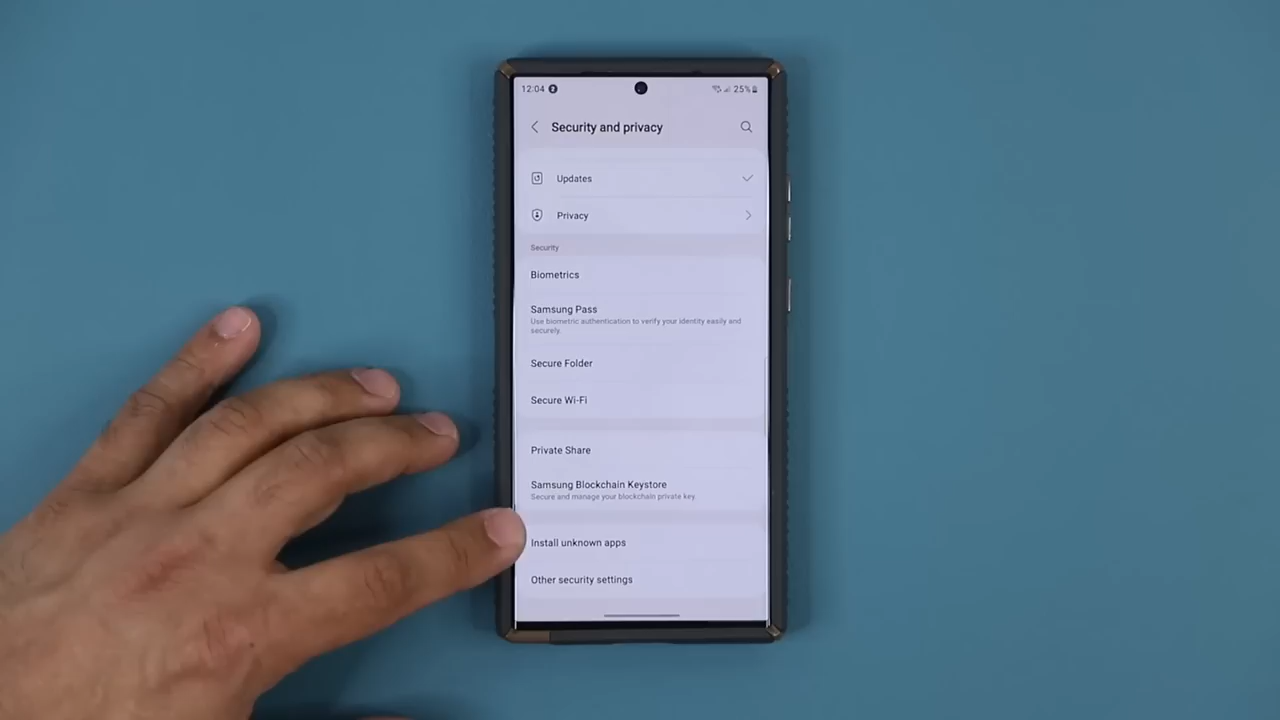 12:04
25%
Security and privacy
Updates
Privacy
Security
Biometrics
Samsung Pass
Use biometric authentication to verify your identity easily and
securely.
Secure Folder
Secure Wi-Fi
Private Share
Samsung Blockchain Keystore
Secure and manage your blockchain private key.
Install unknown apps
Other security settings